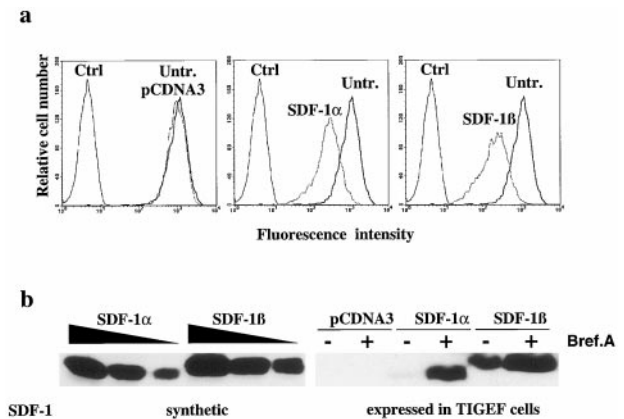 a
Ctrl
Untr.
pCDNA3
Ctrl
Untr.
SDF-1α
Ctrl
Untr.
SDF-1ß
Relative cell number
Fluorescence intensity
b
SDF-1α SDF-1ß pCDNA3 SDF-1α SDF-1ß
- + - + - + Bref.A
SDF-1 synthetic expressed in TIGEF cells